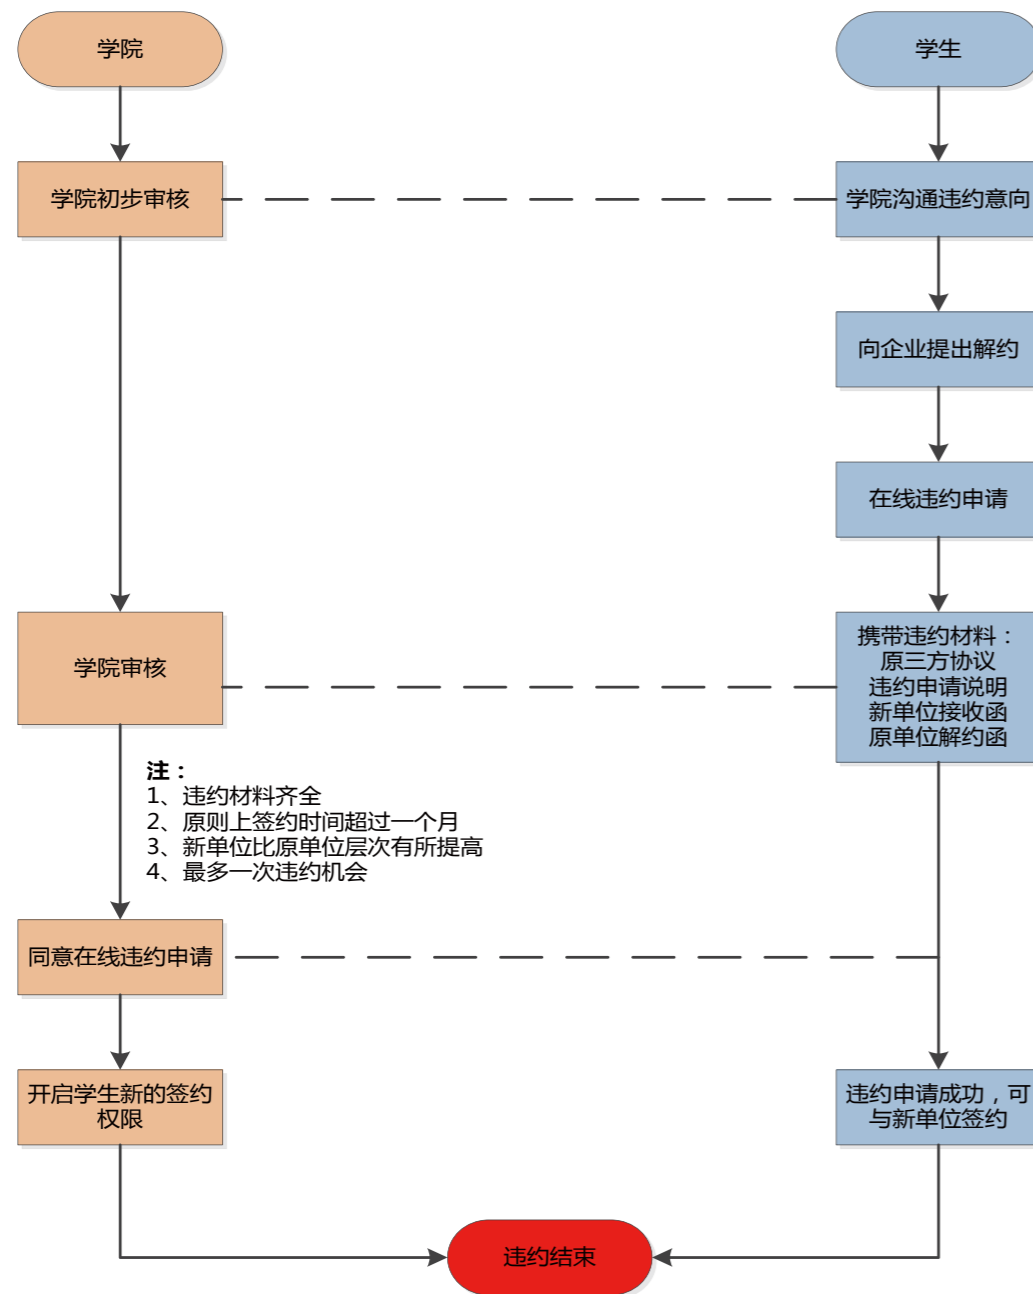 学院
学生
学院初步审核
学院沟通违约意向
向企业提出解约
在线违约申请
学院审核
携带违约材料：
原三方协议
违约申请说明
新单位接收函
原单位解约函
注：
1、违约材料齐全
2、原则上签约时间超过一个月
3、新单位比原单位层次有所提高
4、最多一次违约机会
同意在线违约申请
开启学生新的签约
权限
违约申请成功，可
与新单位签约
违约结束